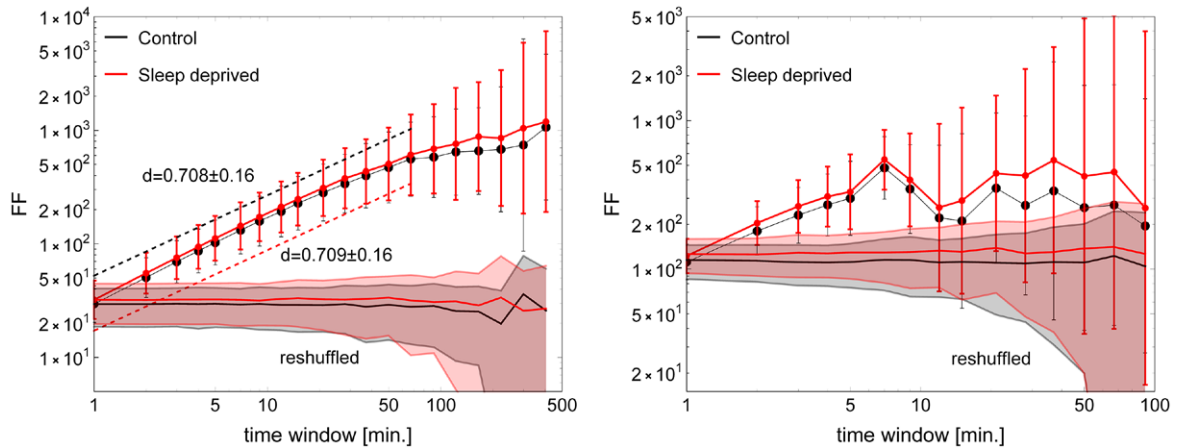 1 × 10⁴
5 × 10³
2 × 10³
1 × 10³
5 × 10²
2 × 10²
1 × 10²
5 × 10¹
2 × 10¹
1 × 10¹
FF
Control
Sleep deprived
d=0.708±0.16
d=0.709±0.16
reshuffled
1 5 10 50 100 500
time window [min.]
5 × 10³
2 × 10³
1 × 10³
5 × 10²
2 × 10²
1 × 10²
5 × 10¹
2 × 10¹
FF
Control
Sleep deprived
reshuffled
1 5 10 50 100
time window [min.]